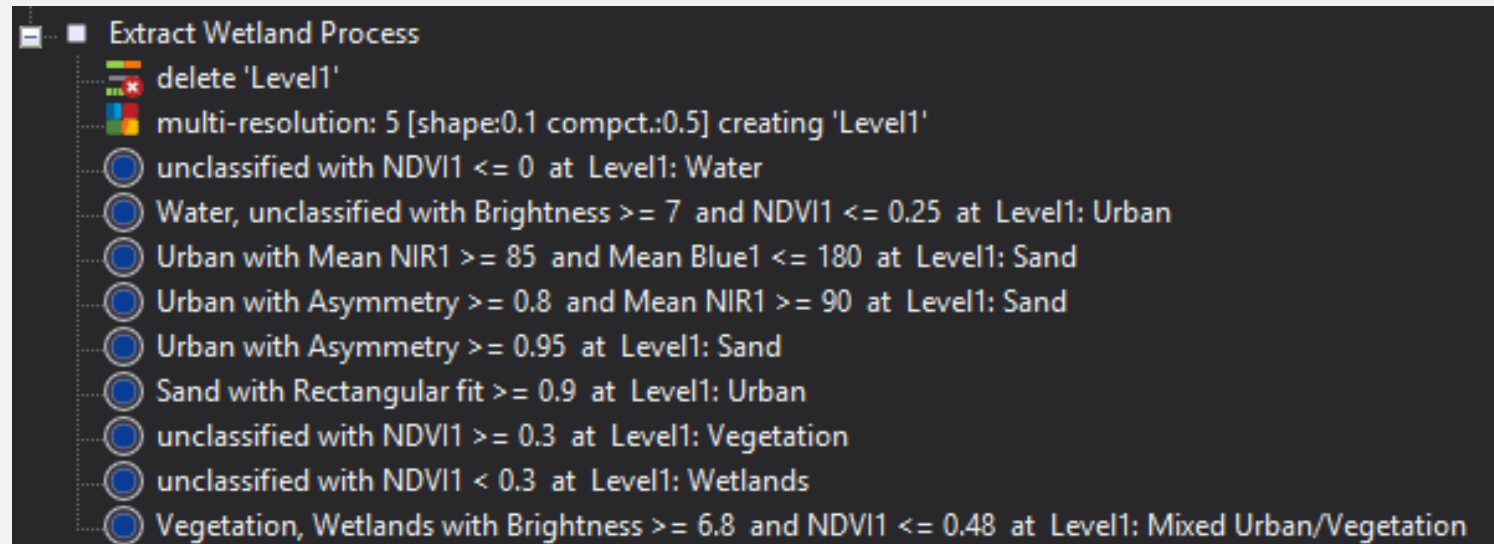 Extract Wetland Process
delete 'Level1'
multi-resolution: 5 [shape:0.1 compct.:0.5] creating 'Level1'
unclassified with NDVI1 <= 0 at Level1: Water
Water, unclassified with Brightness >= 7 and NDVI1 <= 0.25 at Level1: Urban
Urban with Mean NIR1 >= 85 and Mean Blue1 <= 180 at Level1: Sand
Urban with Asymmetry >= 0.8 and Mean NIR1 >= 90 at Level1: Sand
Urban with Asymmetry >= 0.95 at Level1: Sand
Sand with Rectangular fit >= 0.9 at Level1: Urban
unclassified with NDVI1 >= 0.3 at Level1: Vegetation
unclassified with NDVI1 < 0.3 at Level1: Wetlands
Vegetation, Wetlands with Brightness >= 6.8 and NDVI1 <= 0.48 at Level1: Mixed Urban/Vegetation